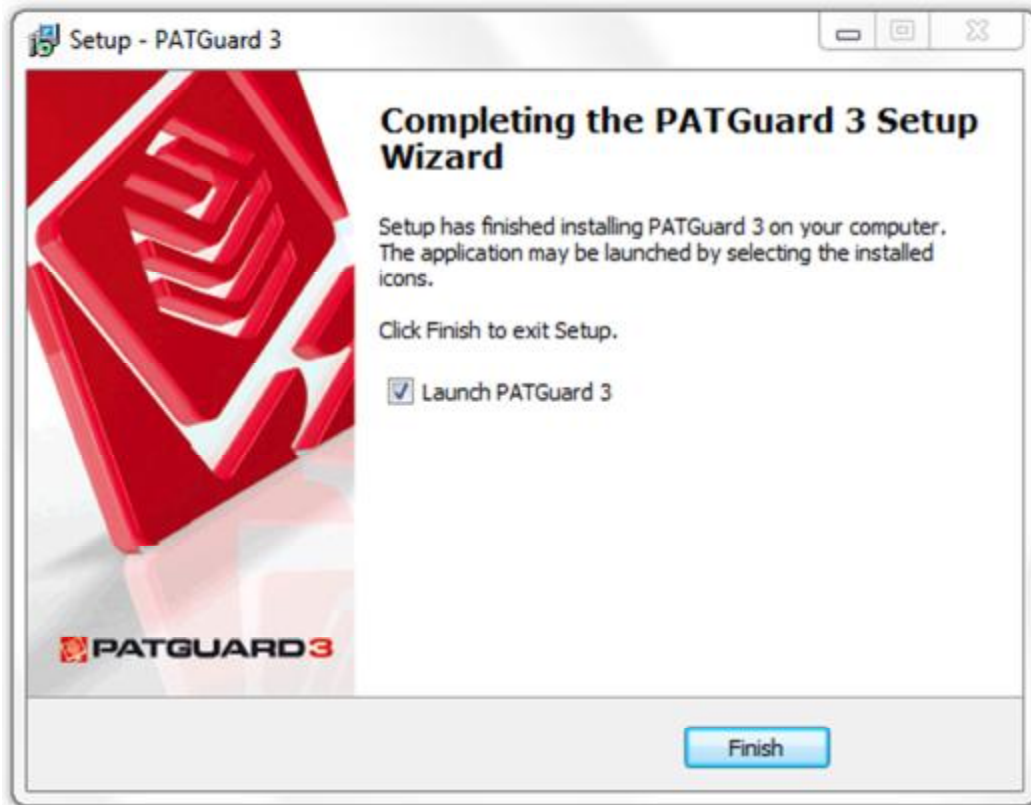 Setup - PATGuard 3
Completing the PATGuard 3 Setup
Wizard
Setup has finished installing PATGuard 3 on your computer.
The application may be launched by selecting the installed
icons.
Click Finish to exit Setup.
Launch PATGuard 3
PATGUARD3
Finish